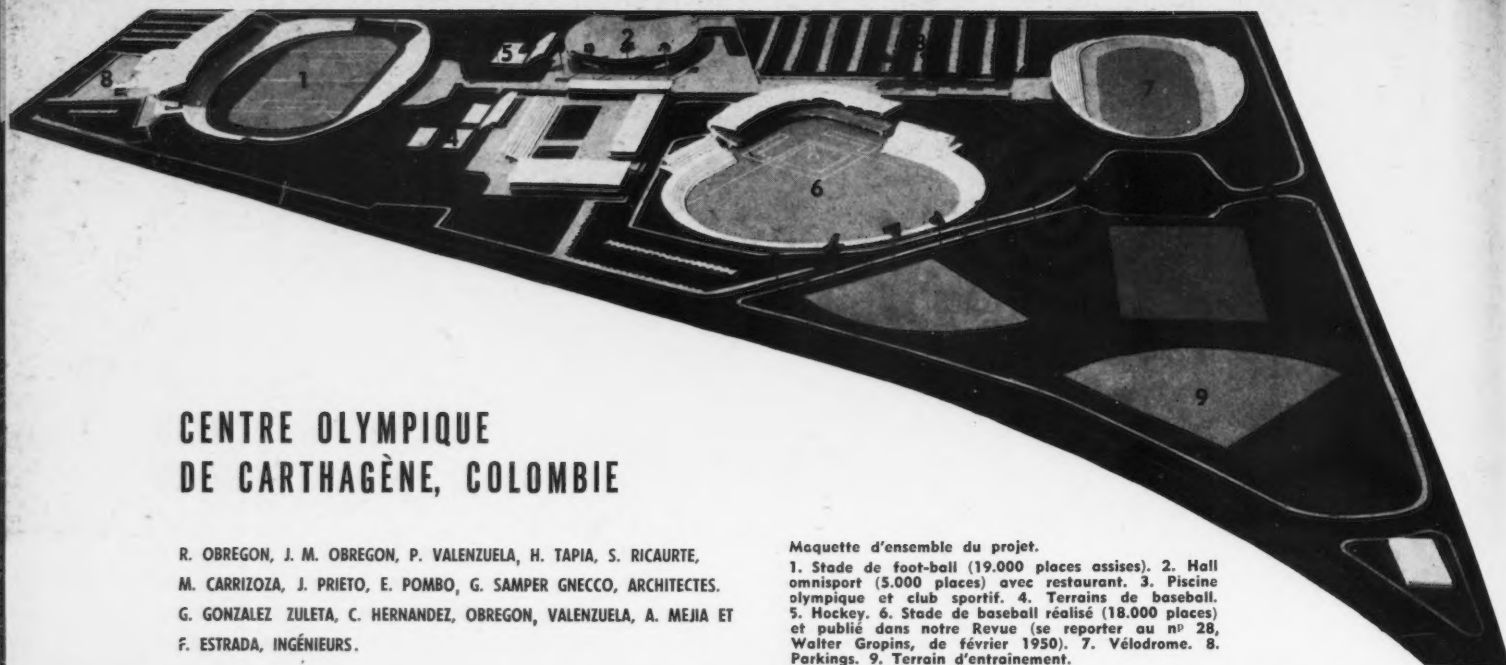 5
2
8
8
1
4
7
6
9
CENTRE OLYMPIQUE
DE CARTHAGÈNE, COLOMBIE
R. OBREGON, J. M. OBREGON, P. VALENZUELA, H. TAPIA, S. RICAURTE,
M. CARRIZOZA, J. PRIETO, E. POMBO, G. SAMPER GNECCO, ARCHITECTES.
G. GONZALEZ ZULETA, C. HERNANDEZ, OBREGON, VALENZUELA, A. MEJIA ET
F. ESTRADA, INGÉNIEURS.
Maquette d'ensemble du projet.
1. Stade de foot-ball (19.000 places assises). 2. Hall
omnisport (5.000 places) avec restaurant. 3. Piscine
olympique et club sportif. 4. Terrains de baseball.
5. Hockey. 6. Stade de baseball réalisé (18.000 places)
et publié dans notre Revue (se reporter au nº 28,
Walter Gropins, de février 1950). 7. Vélodrome. 8.
Parkings. 9. Terrain d'entraînement.